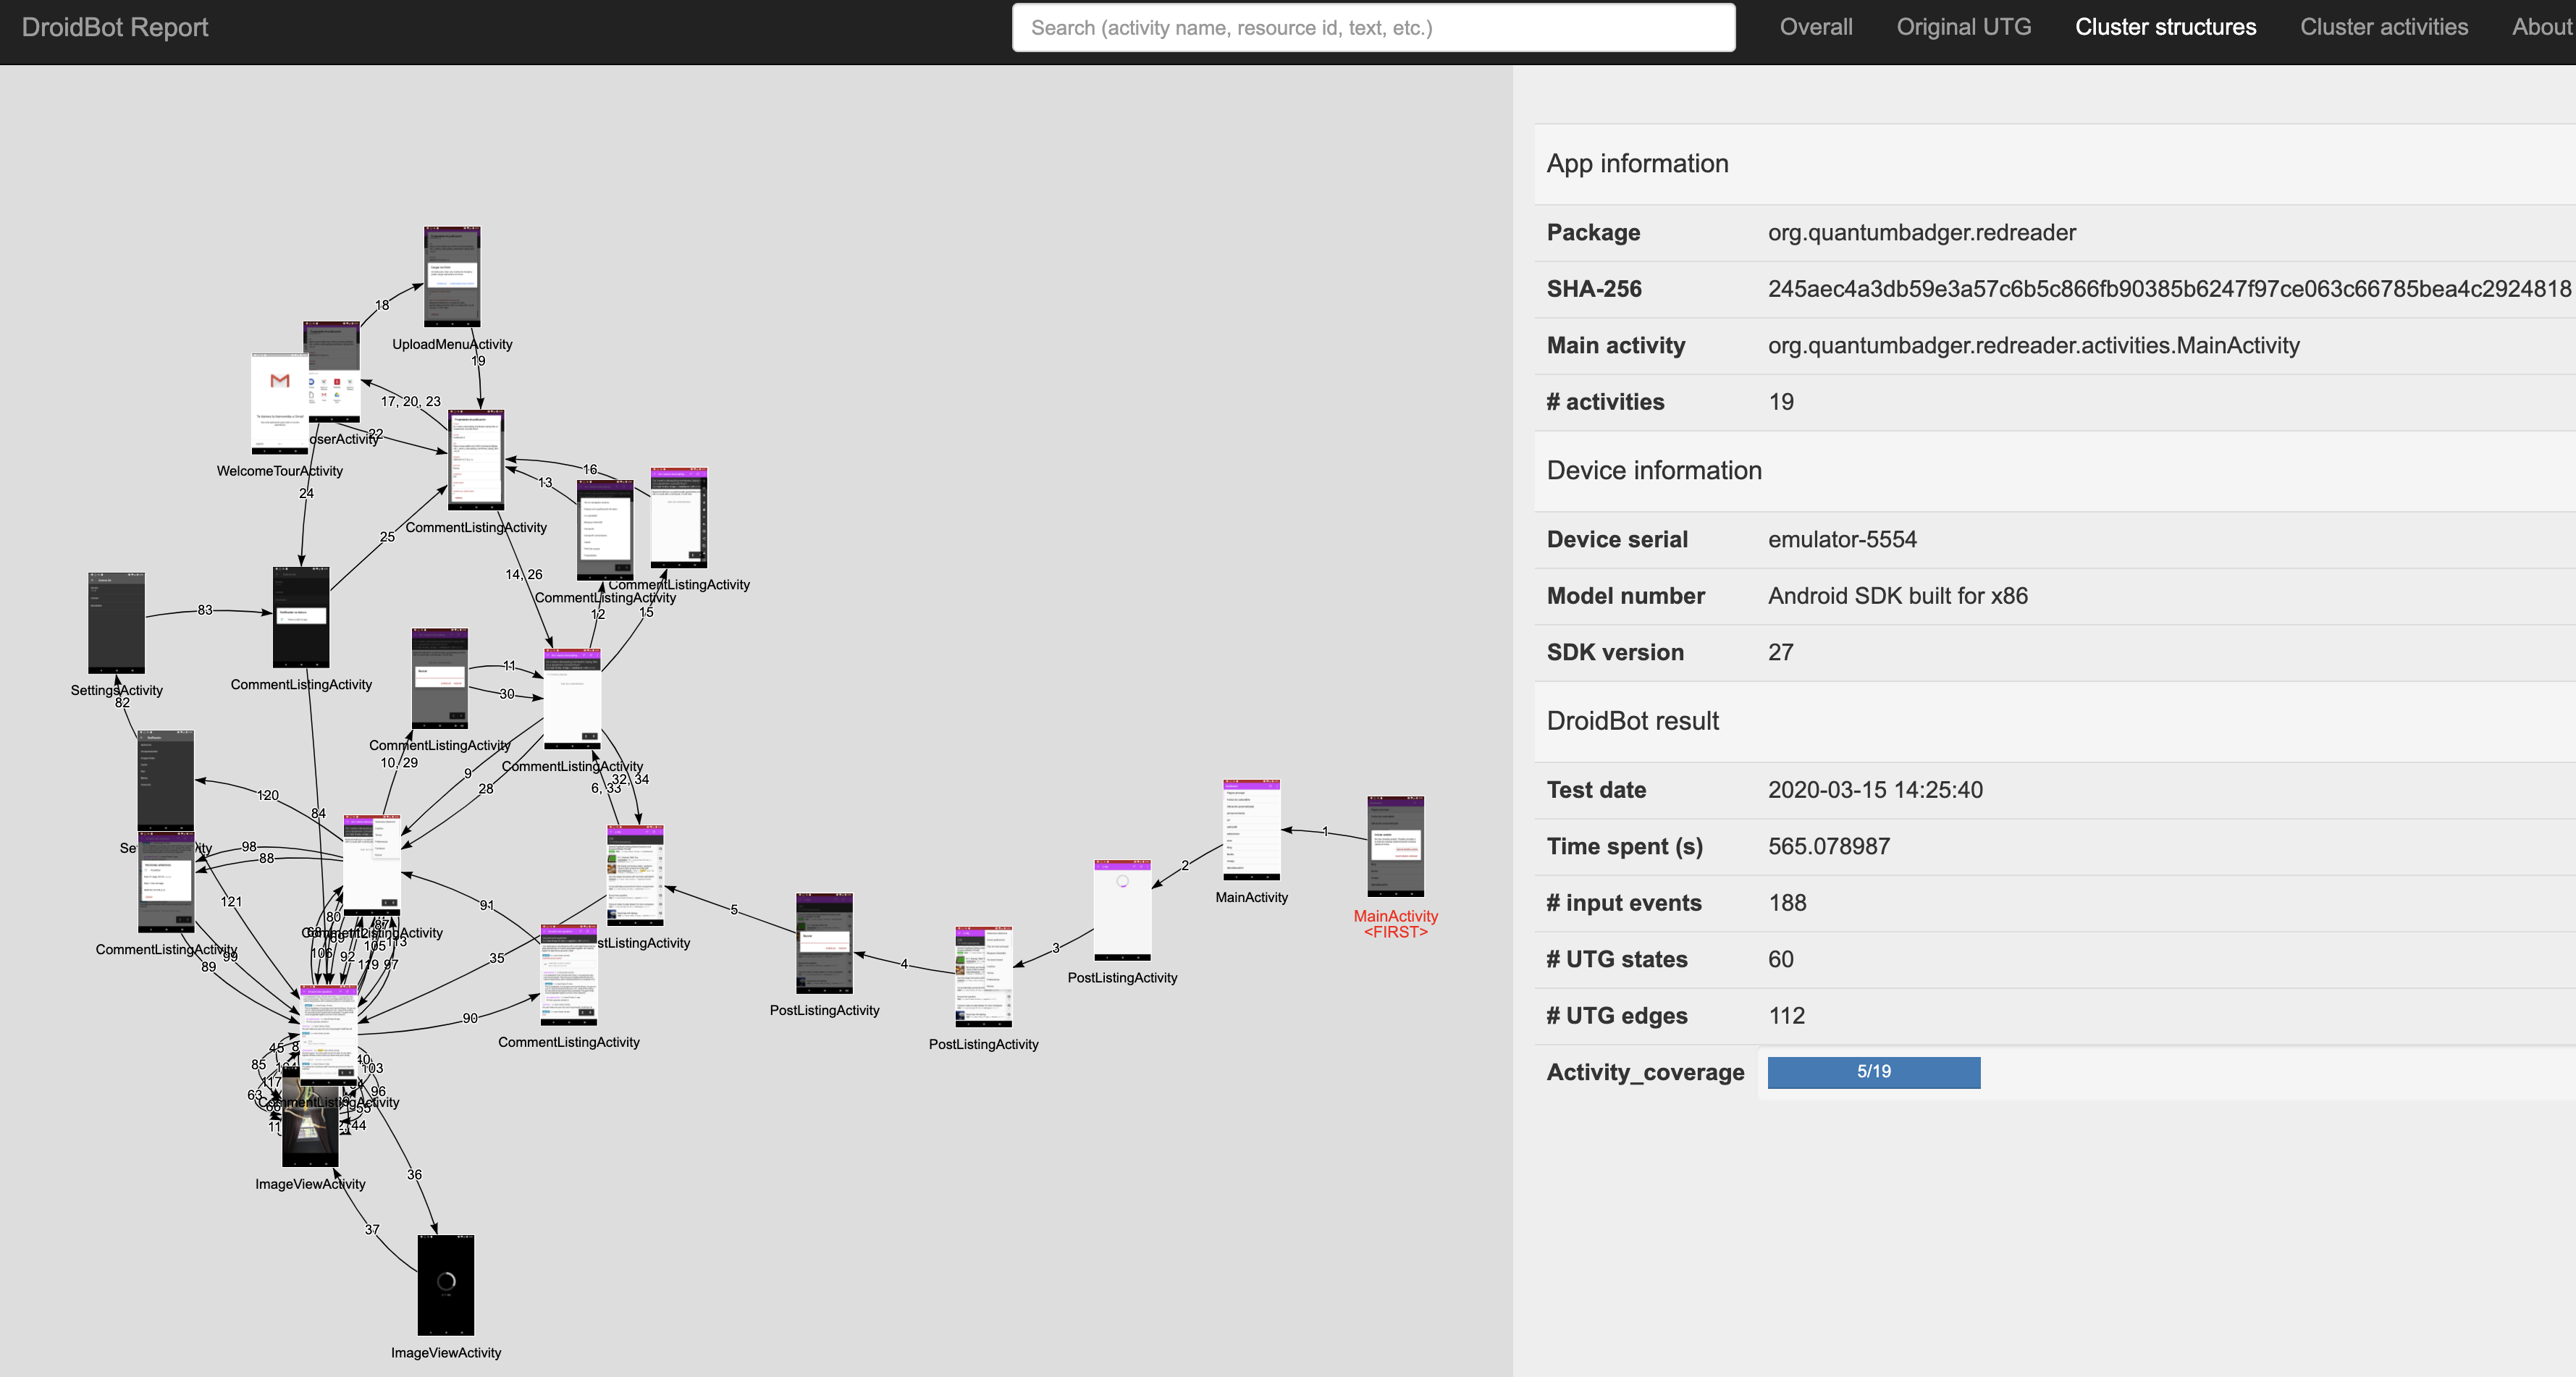 DroidBot Report
Search (activity name, resource id, text, etc.)
Overall
Original UTG
Cluster structures
Cluster activities
About
18
UploadMenuActivity
19
17, 20, 23
22
oserActivity
WelcomeTourActivity
24
16
13
CommentListingActivity
25
14, 26
CommentListingActivity
CommentListingActivity
12
15
83
SettingsActivity
82
CommentListingActivity
11
30
CommentListingActivity
10, 29
CommentListingActivity
9
28
32, 34
6, 33
120
84
98
88
121
91
80
CommentListingActivity
105
113
106
92
119
97
CommentListingActivity
99
89
stListingActivity
35
5
90
CommentListingActivity
4
PostListingActivity
3
PostListingActivity
PostListingActivity
2
MainActivity
1
MainActivity
<FIRST>
45
85
117
63
103
96
55
CommentListingActivity
ImageViewActivity
36
37
ImageViewActivity
App information
Package org.quantumbadger.redreader
SHA-256 245aec4a3db59e3a57c6b5c866fb90385b6247f97ce063c66785bea4c2924818
Main activity org.quantumbadger.redreader.activities.MainActivity
# activities 19
Device information
Device serial emulator-5554
Model number Android SDK built for x86
SDK version 27
DroidBot result
Test date 2020-03-15 14:25:40
Time spent (s) 565.078987
# input events 188
# UTG states 60
# UTG edges 112
Activity_coverage 5/19